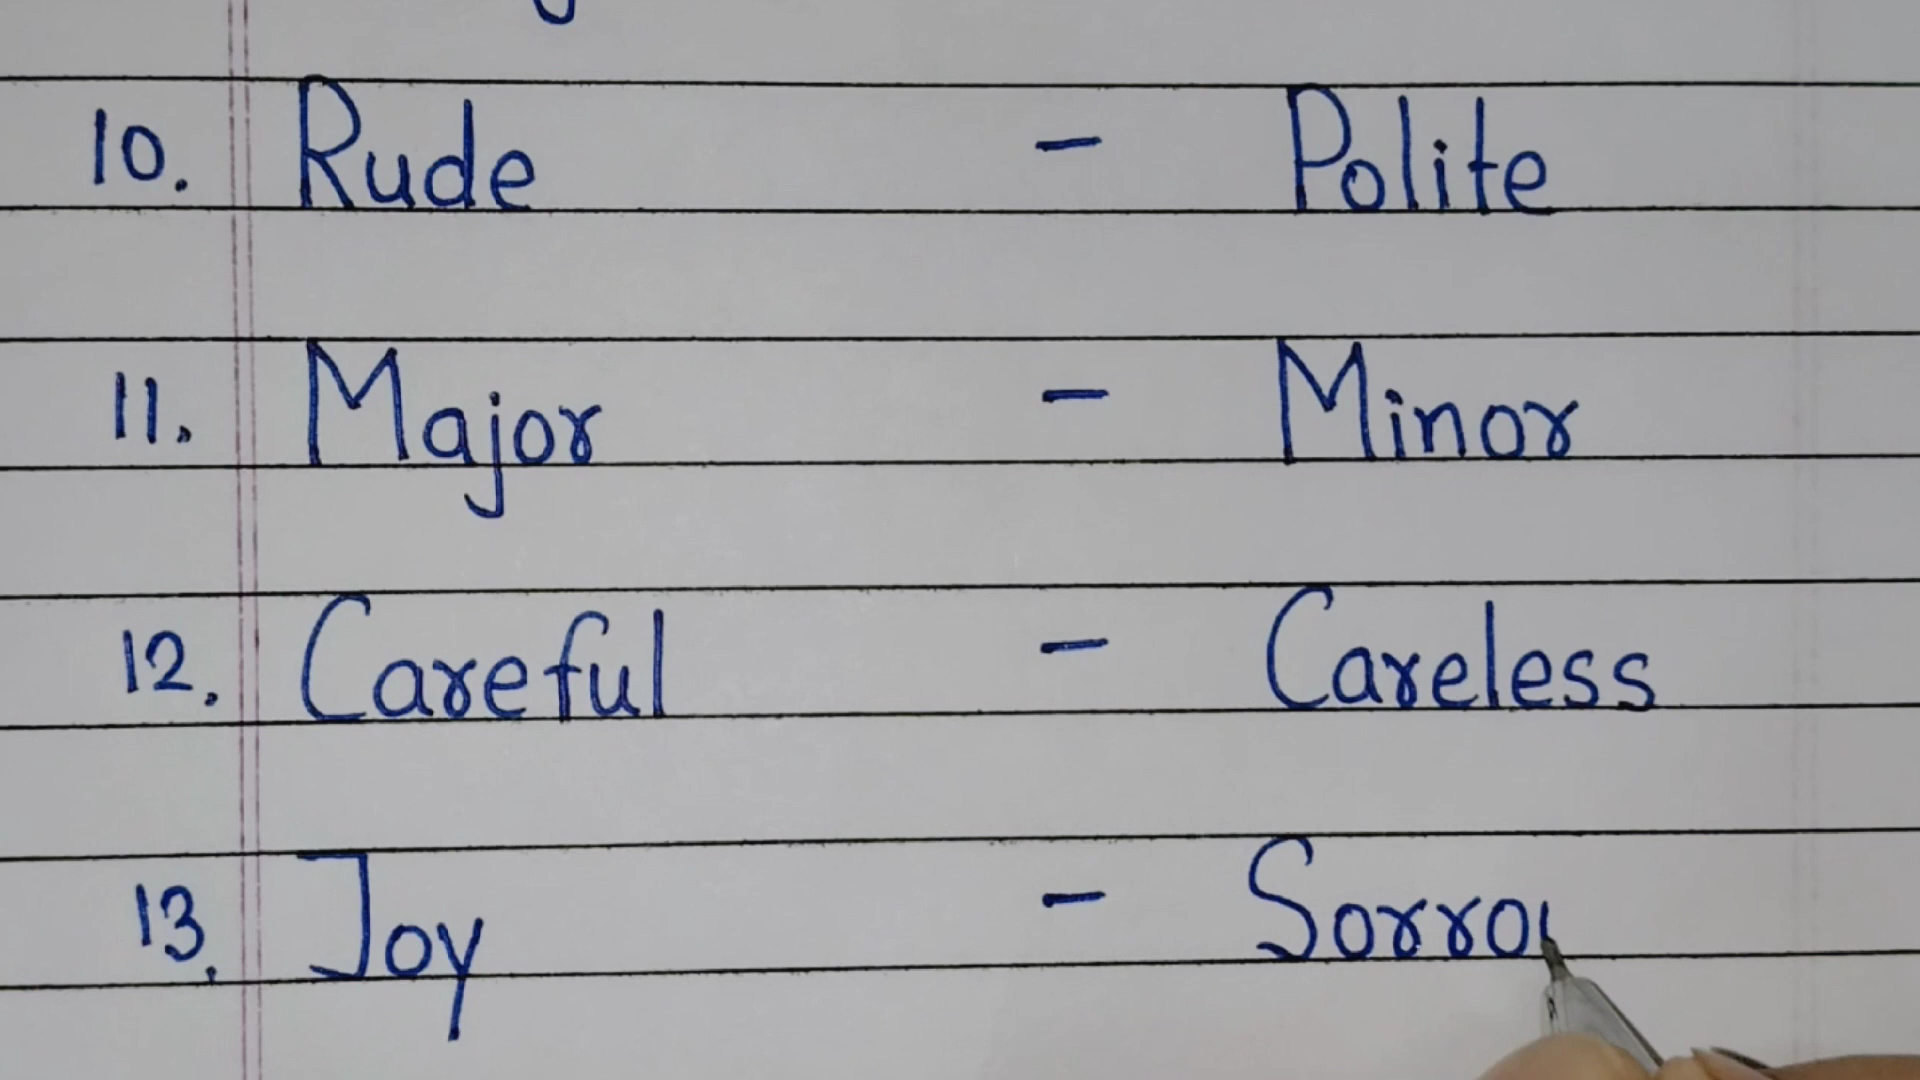 10. Rude - Polite
11. Major - Minor
12. Careful - Careless
13. Joy - Sorro